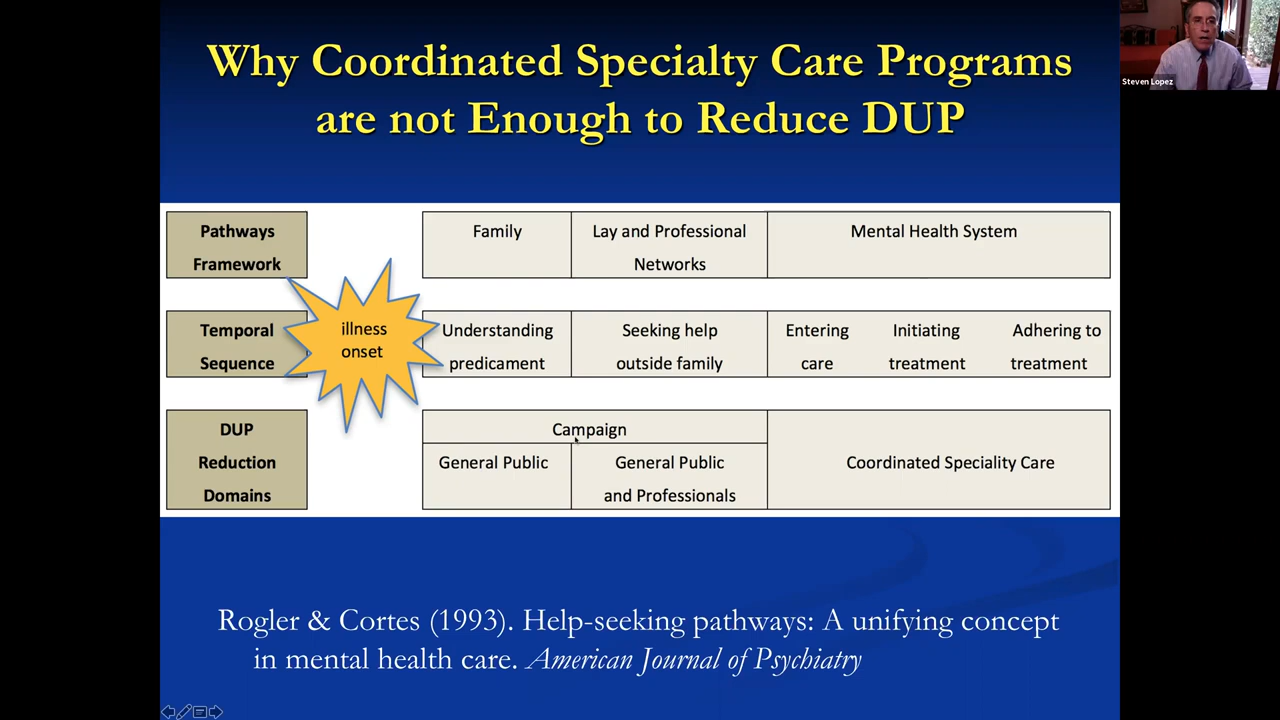 Why Coordinated Specialty Care Programs
are not Enough to Reduce DUP
Steven Lopez
Pathways
Framework
Family
Lay and Professional
Networks
Mental Health System
Temporal
Sequence
illness
onset
Understanding
predicament
Seeking help
outside family
Entering
care
Initiating
treatment
Adhering to
treatment
DUP
Reduction
Domains
Campaign
General Public
General Public
and Professionals
Coordinated Speciality Care
Rogler & Cortes (1993). Help-seeking pathways: A unifying concept
in mental health care. American Journal of Psychiatry